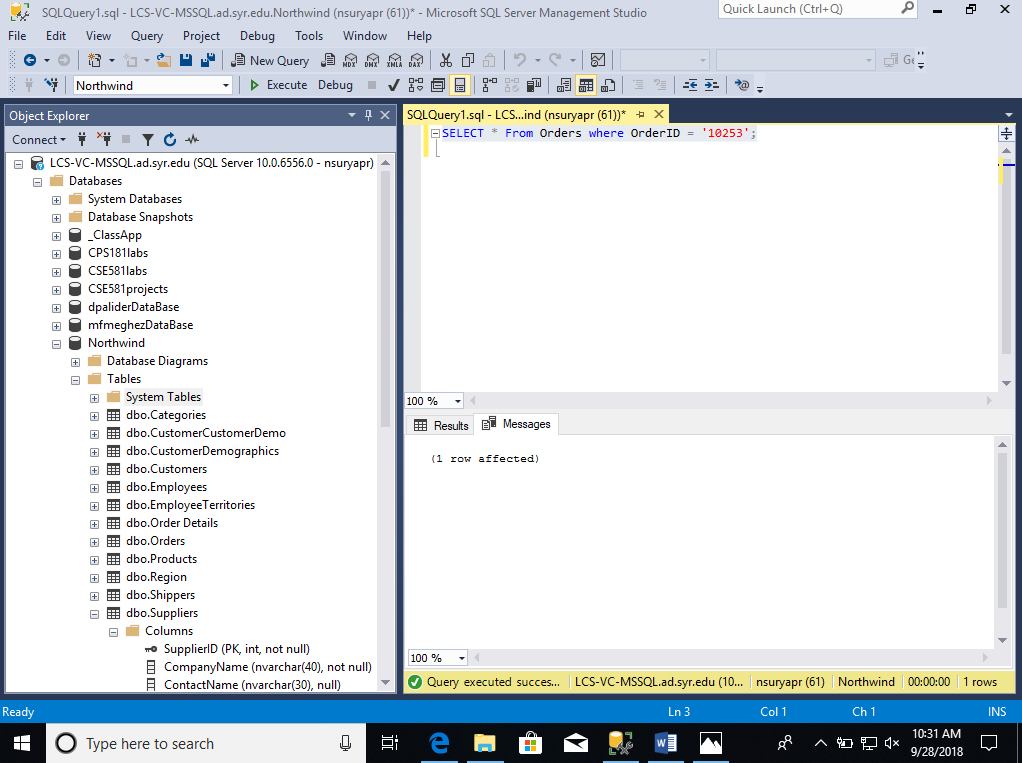 SQLQuery1.sql - LCS-VC-MSSQL.ad.syr.edu.Northwind (nsuryapr (61))* - Microsoft SQL Server Management Studio
Quick Launch (Ctrl+Q)
File Edit View Query Project Debug Tools Window Help
New Query MDX DMX XMLA DAX
Northwind Execute Debug
Object Explorer
Connect
LCS-VC-MSSQL.ad.syr.edu (SQL Server 10.0.6556.0 - nsuryapr)
Databases
System Databases
Database Snapshots
_ClassApp
CPS181labs
CSE581labs
CSE581projects
dpaliderDataBase
mfmeghezDataBase
Northwind
Database Diagrams
Tables
System Tables
dbo.Categories
dbo.CustomerCustomerDemo
dbo.CustomerDemographics
dbo.Customers
dbo.Employees
dbo.EmployeeTerritories
dbo.Order Details
dbo.Orders
dbo.Products
dbo.Region
dbo.Shippers
dbo.Suppliers
Columns
SupplierID (PK, int, not null)
CompanyName (nvarchar(40), not null)
ContactName (nvarchar(30), null)
SQLQuery1.sql - LCS...ind (nsuryapr (61))*
SELECT * From Orders where OrderID = '10253';
100 %
Results Messages
(1 row affected)
100 %
Query executed succes... LCS-VC-MSSQL.ad.syr.edu (10... nsuryapr (61) Northwind 00:00:00 1 rows
Ready Ln 3 Col 1 Ch 1 INS
Type here to search
10:31 AM
9/28/2018